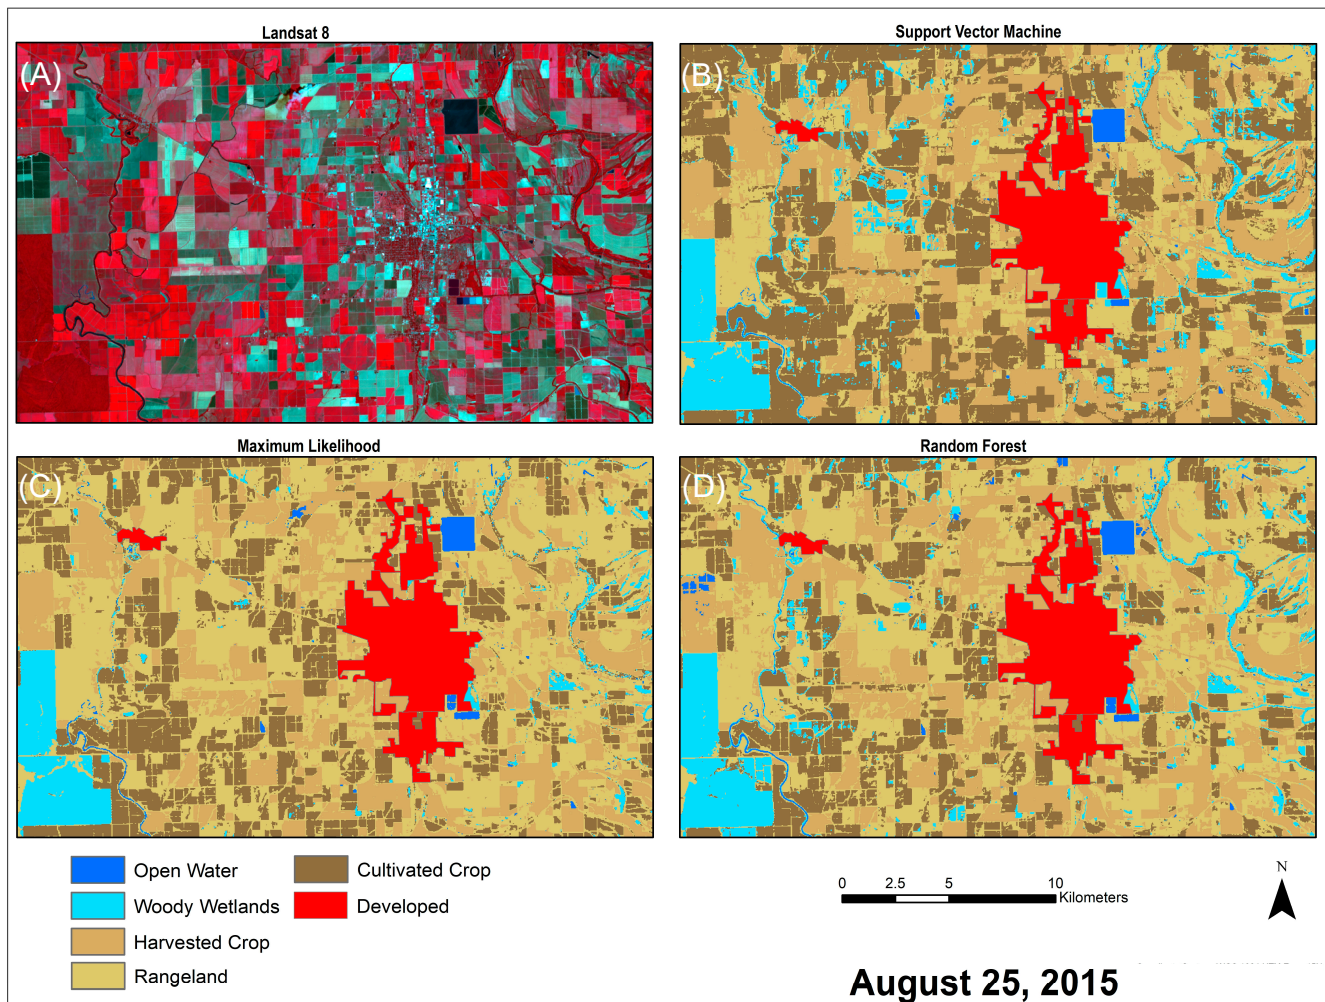 Landsat 8
Support Vector Machine
(A)
(B)
Maximum Likelihood
Random Forest
(C)
(D)
Open Water
Woody Wetlands
Harvested Crop
Rangeland
Cultivated Crop
Developed
0 2.5 5 10
Kilometers
N
August 25, 2015